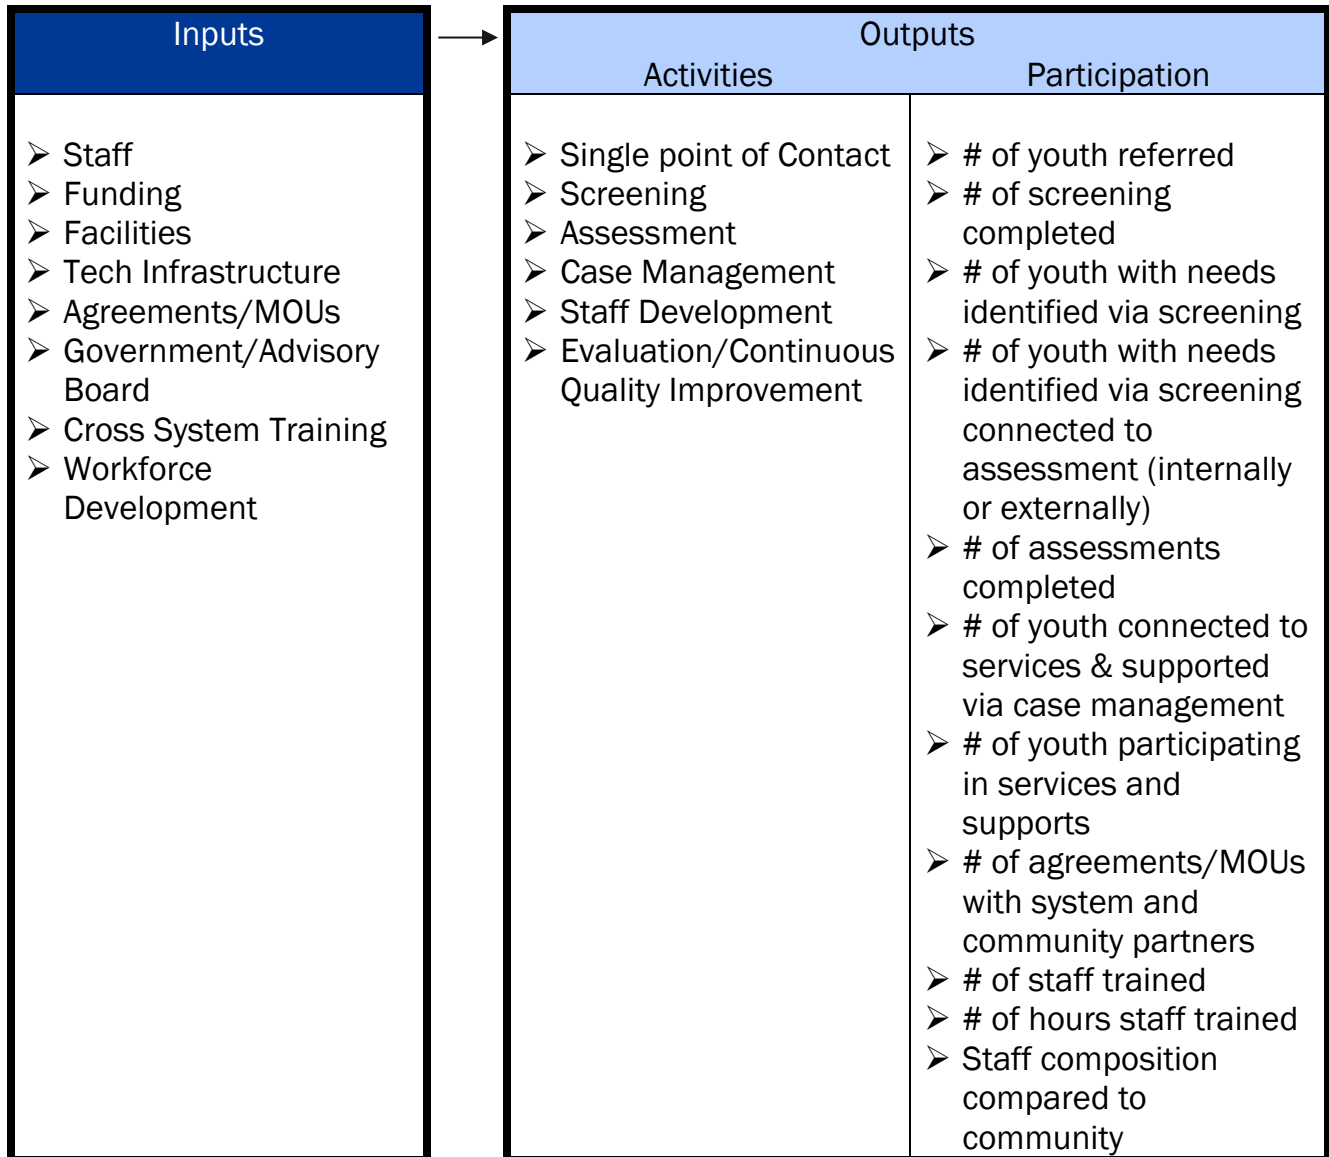 Inputs
➢ Staff
➢ Funding
➢ Facilities
➢ Tech Infrastructure
➢ Agreements/MOUs
➢ Government/Advisory
Board
➢ Cross System Training
➢ Workforce
Development
Outputs
Activities
➢ Single point of Contact
➢ Screening
➢ Assessment
➢ Case Management
➢ Staff Development
➢ Evaluation/Continuous
Quality Improvement
Participation
➢ # of youth referred
➢ # of screening
completed
➢ # of youth with needs
identified via screening
➢ # of youth with needs
identified via screening
connected to
assessment (internally
or externally)
➢ # of assessments
completed
➢ # of youth connected to
services & supported
via case management
➢ # of youth participating
in services and
supports
➢ # of agreements/MOUs
with system and
community partners
➢ # of staff trained
➢ # of hours staff trained
➢ Staff composition
compared to
community